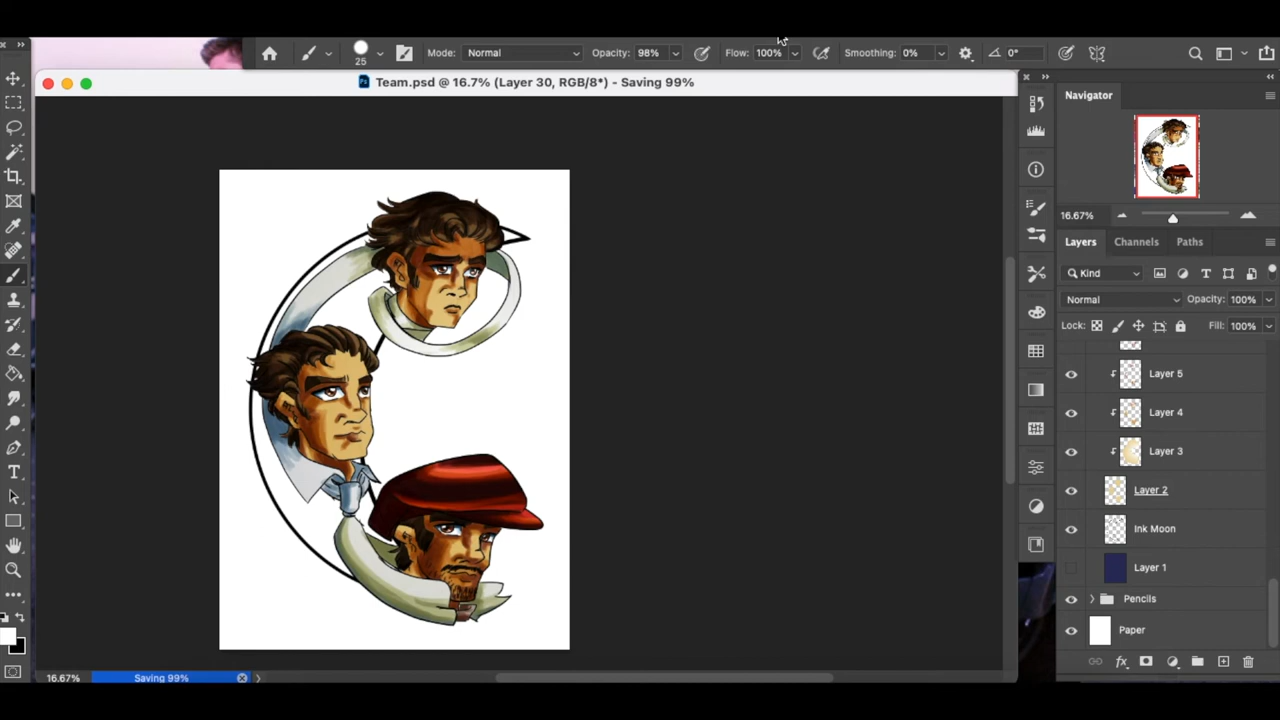 25
Mode: Normal
Opacity: 98%
Flow: 100%
Smoothing: 0%
0°
Team.psd @ 16.7% (Layer 30, RGB/8*) - Saving 99%
Navigator
16.67%
Layers Channels Paths
Kind
Normal
Opacity: 100%
Lock:
Fill: 100%
Layer 5
Layer 4
Layer 3
Layer 2
Ink Moon
Layer 1
Pencils
Paper
16.67%
Saving 99%